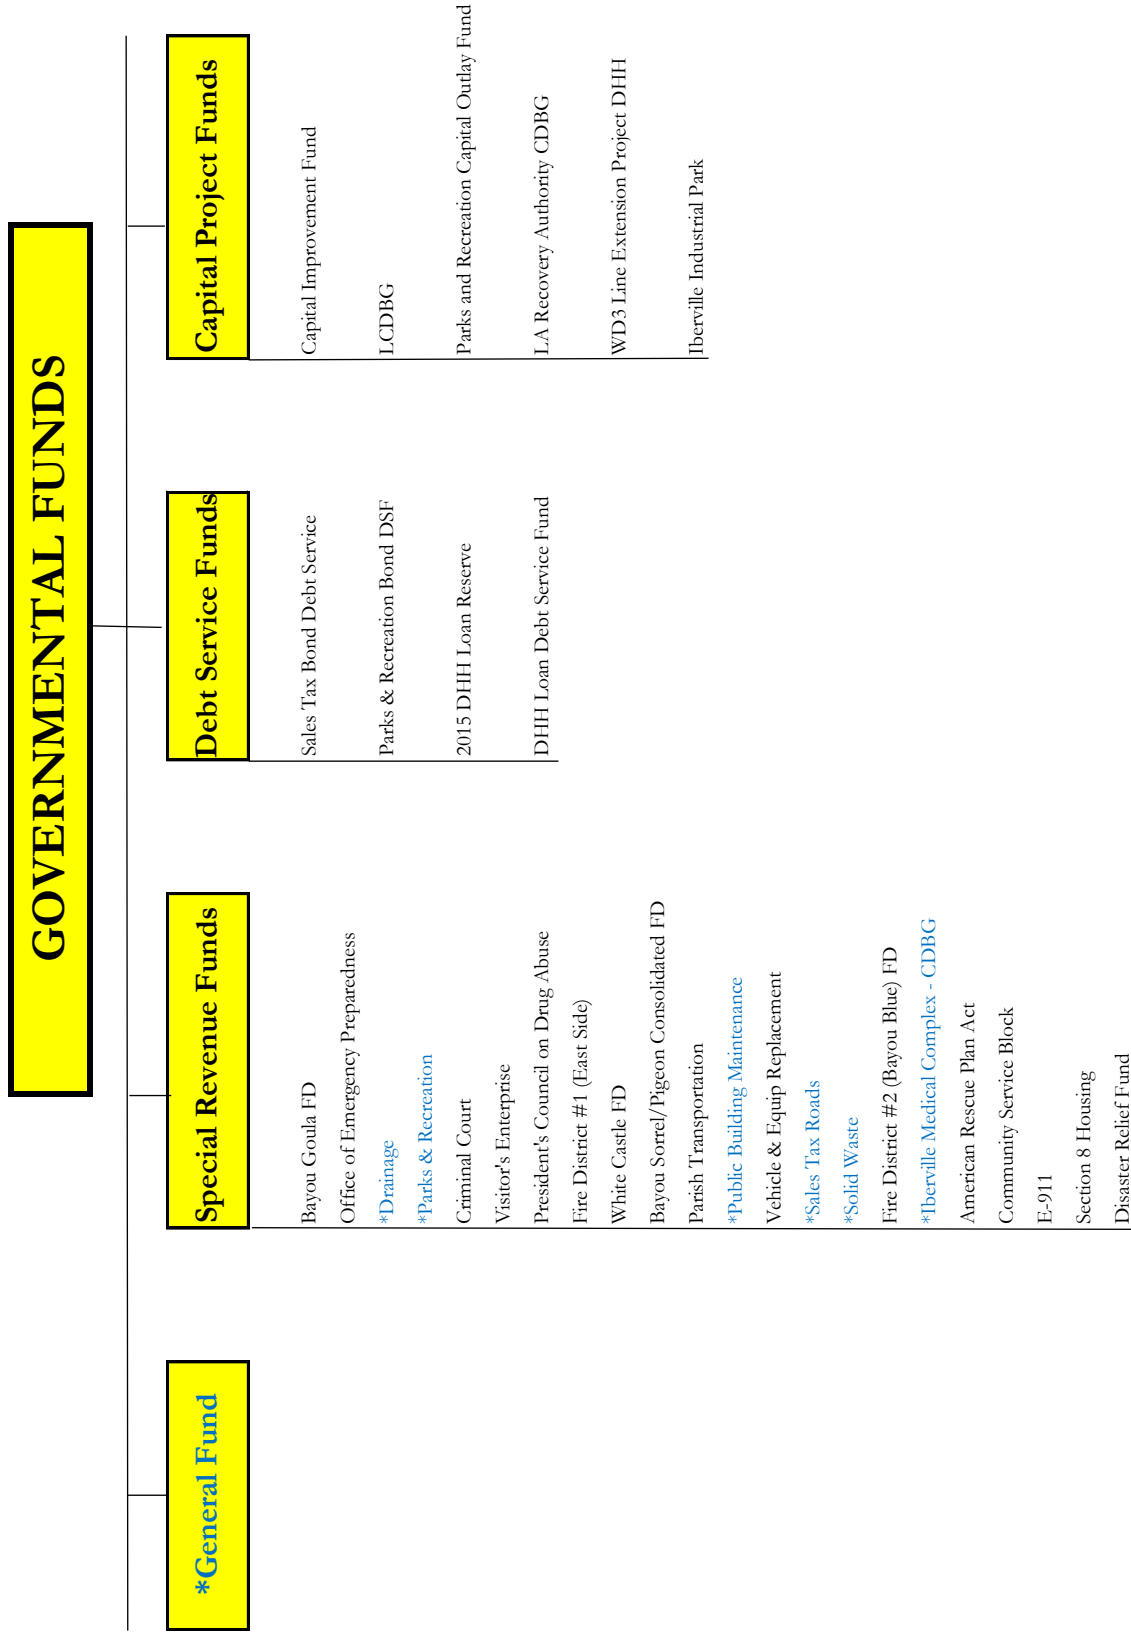 GOVERNMENTAL FUNDS
*General Fund
Special Revenue Funds
Bayou Goula FD
Office of Emergency Preparedness
*Drainage
*Parks & Recreation
Criminal Court
Visitor's Enterprise
President's Council on Drug Abuse
Fire District #1 (East Side)
White Castle FD
Bayou Sorrel/Pigeon Consolidated FD
Parish Transportation
*Public Building Maintenance
Vehicle & Equip Replacement
*Sales Tax Roads
*Solid Waste
Fire District #2 (Bayou Blue) FD
*Iberville Medical Complex - CDBG
American Rescue Plan Act
Community Service Block
E-911
Section 8 Housing
Disaster Relief Fund
Debt Service Funds
Sales Tax Bond Debt Service
Parks & Recreation Bond DSF
2015 DHH Loan Reserve
DHH Loan Debt Service Fund
Capital Project Funds
Capital Improvement Fund
LCDBG
Parks and Recreation Capital Outlay Fund
LA Recovery Authority CDBG
WD3 Line Extension Project DHH
Iberville Industrial Park